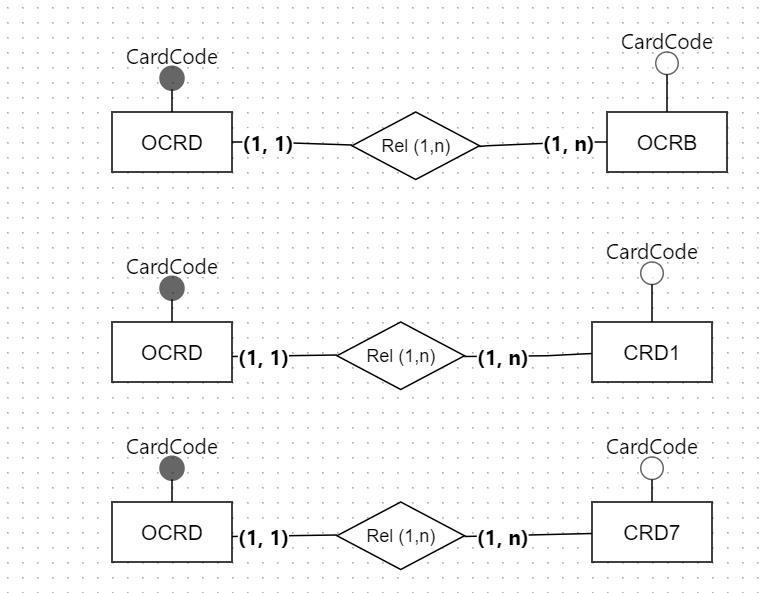 CardCode
CardCode
OCRD (1, 1) Rel (1,n) (1, n) OCRB
CardCode
CardCode
OCRD (1, 1) Rel (1,n) (1, n) CRD1
CardCode
CardCode
OCRD (1, 1) Rel (1,n) (1, n) CRD7